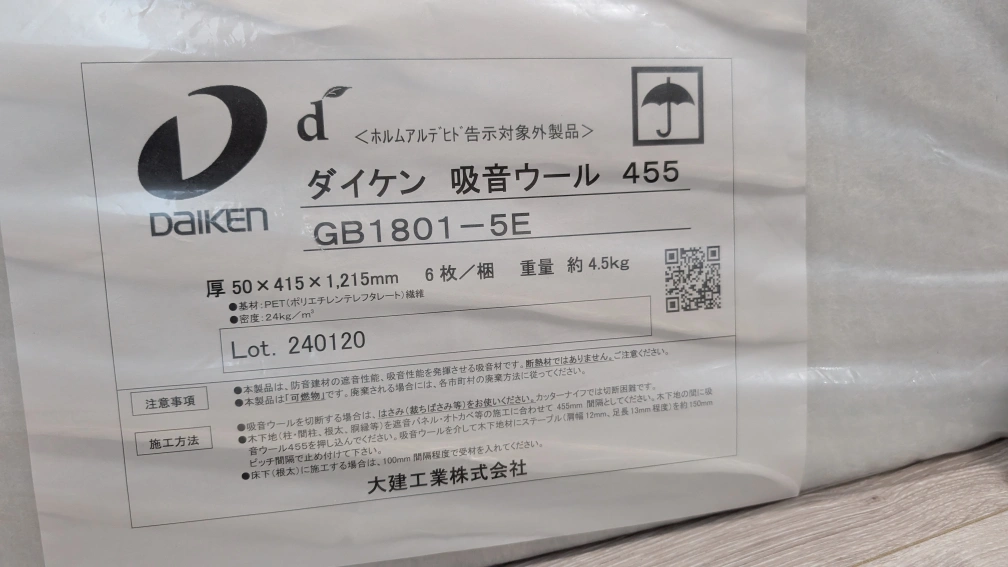 d
<ホルムアルデヒド告示対象外製品>
DAIKEN
ダイケン 吸音ウール 455
GB1801-5E
厚 50×415×1,215mm 6枚/梱 重量 約4.5kg
●基材:PET(ポリエチレンテレフタレート)繊維
●密度:24kg/m³
Lot. 240120
注意事項
●本製品は、防音建材の遮音性能、吸音性能を発揮させる吸音材です。断熱材ではありません。ご注意ください。
●本製品は「可燃物」です。廃棄される場合には、各市町村の廃棄方法に従ってください。
施工方法
●吸音ウールを切断する場合は、はさみ(裁ちばさみ等)をお使いください。カッターナイフでは切断困難です。
●木下地(柱・間柱、根太、胴縁等)を遮音パネル・オトカベ等の施工に合わせて 455mm 間隔としてください。木下地の間に吸
音ウール455を押し込んでください。吸音ウールを介して木下地材にステープル(肩幅12mm、足長13mm程度)を約150mm
ピッチ間隔で止め付けて下さい。
●床下(根太)に施工する場合は、100mm 間隔程度で受材を入れてください。
大建工業株式会社